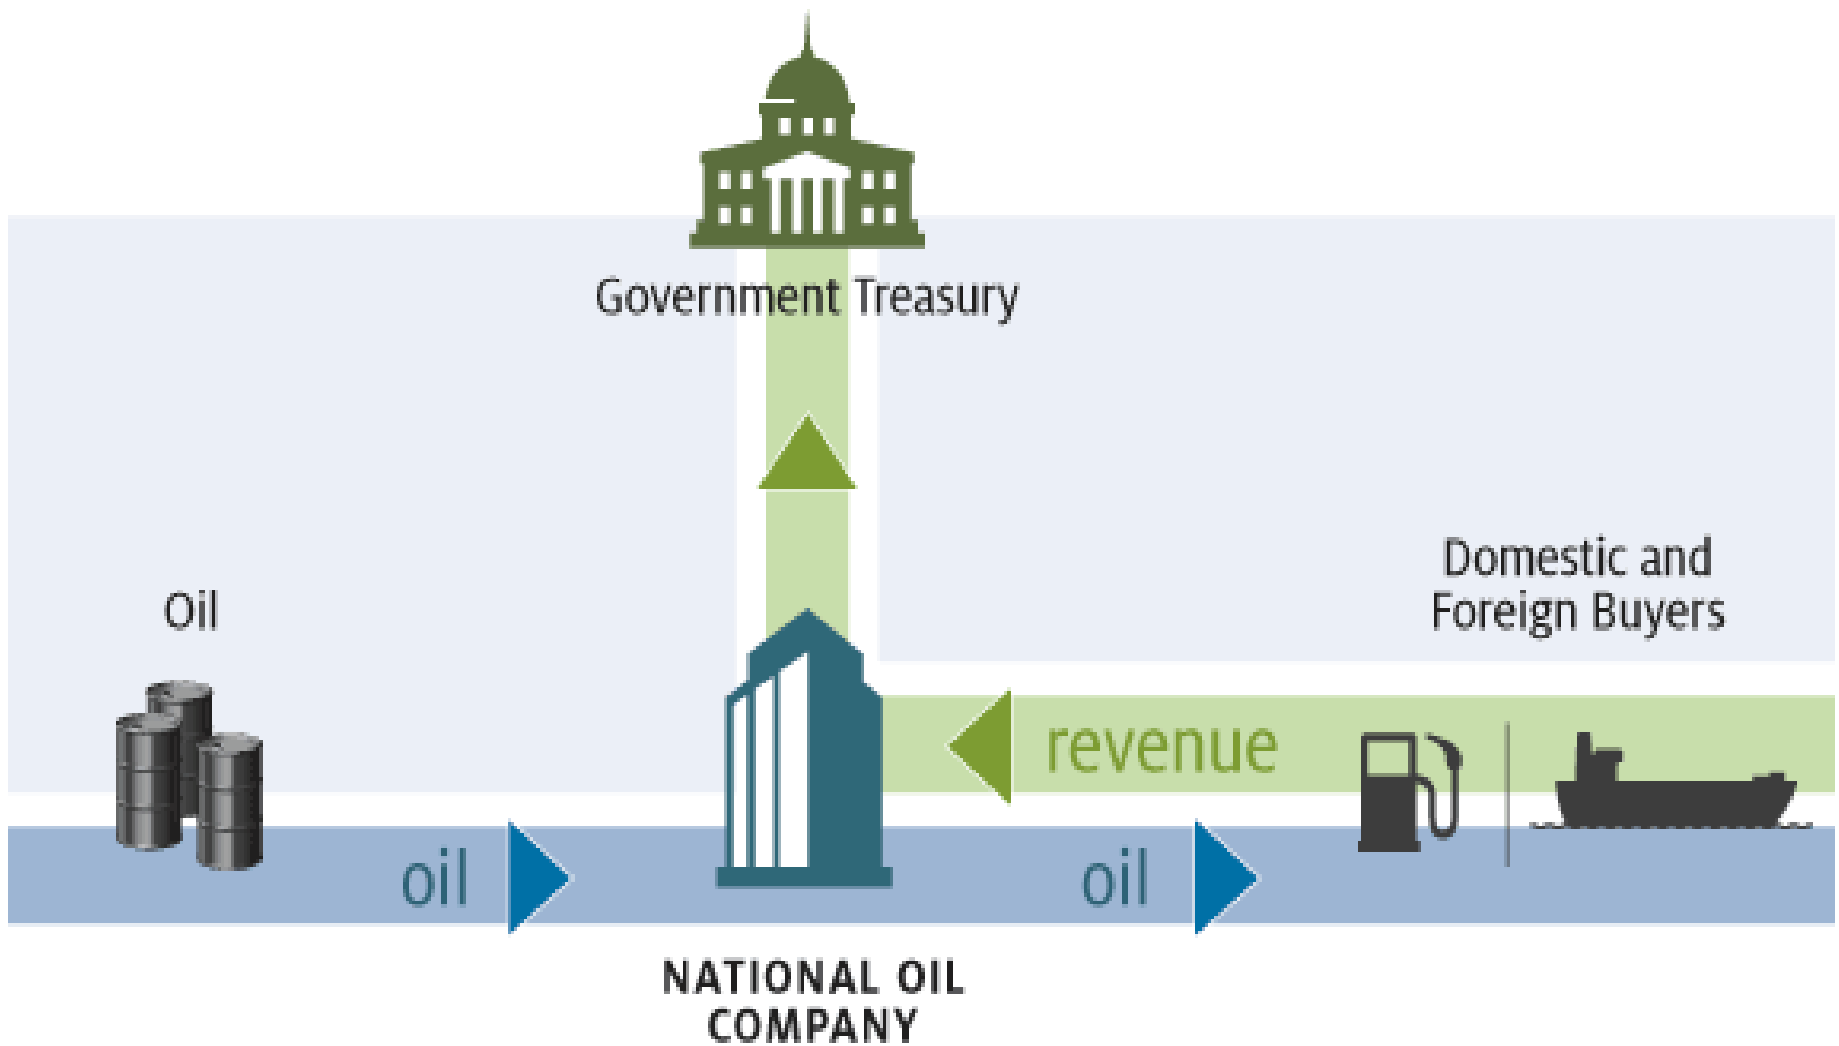 Government Treasury
Oil
Domestic and
Foreign Buyers
revenue
oil
oil
NATIONAL OIL
COMPANY